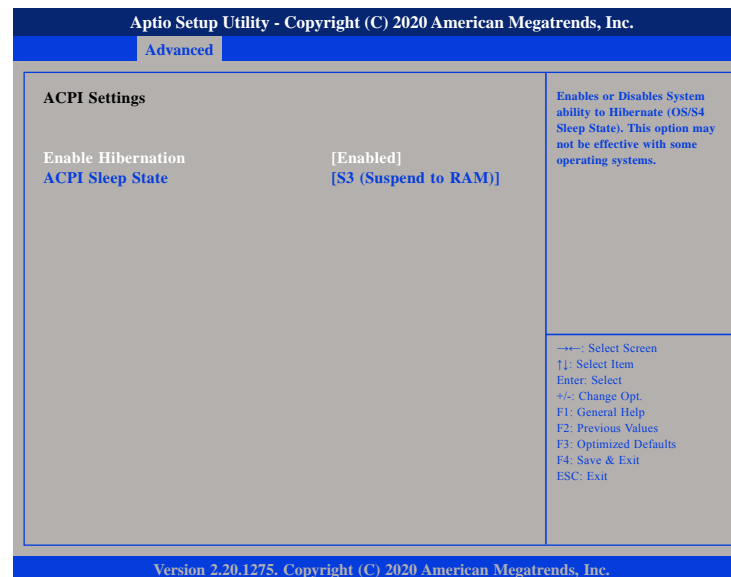 Aptio Setup Utility - Copyright (C) 2020 American Megatrends, Inc.
Advanced
ACPI Settings
Enable Hibernation [Enabled]
ACPI Sleep State [S3 (Suspend to RAM)]
Enables or Disables System
ability to Hibernate (OS/S4
Sleep State). This option may
not be effective with some
operating systems.
→←: Select Screen
↑↓: Select Item
Enter: Select
+/-: Change Opt.
F1: General Help
F2: Previous Values
F3: Optimized Defaults
F4: Save & Exit
ESC: Exit
Version 2.20.1275. Copyright (C) 2020 American Megatrends, Inc.